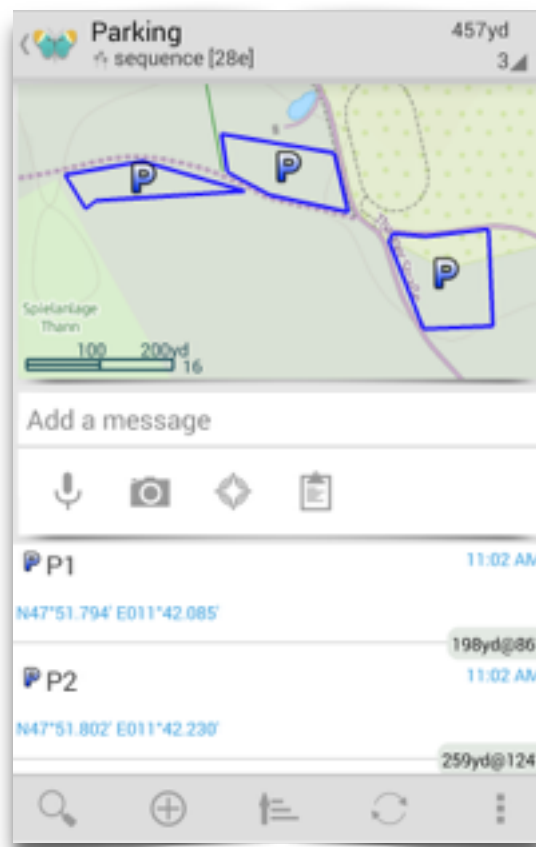 Parking
457yd
sequence [28e]
3
P
P
P
Spielanlage
Thann
100 200yd
16
Add a message
P P1
11:02 AM
N47°51.794' E011°42.085'
198yd@86
P P2
11:02 AM
N47°51.802' E011°42.230'
259yd@124